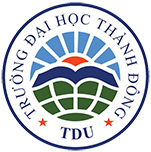 TRƯỜNG ĐẠI HỌC THÀNH ĐÔNG
TDU